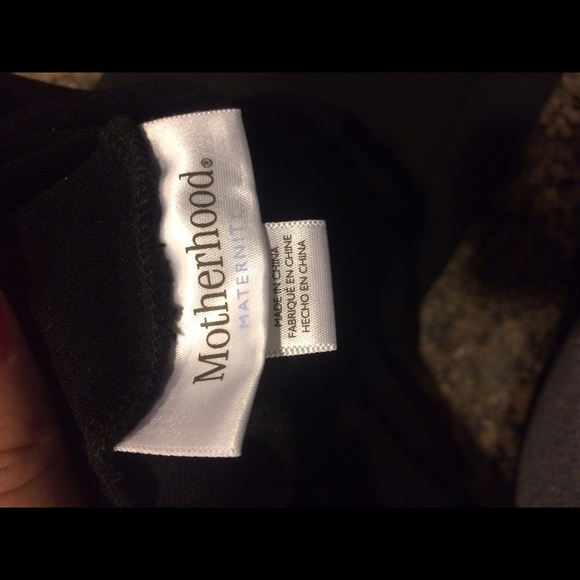 Motherhood®
MATERNITY
MADE IN CHINA
FABRIQUÉ EN CHINE
HECHO EN CHINA